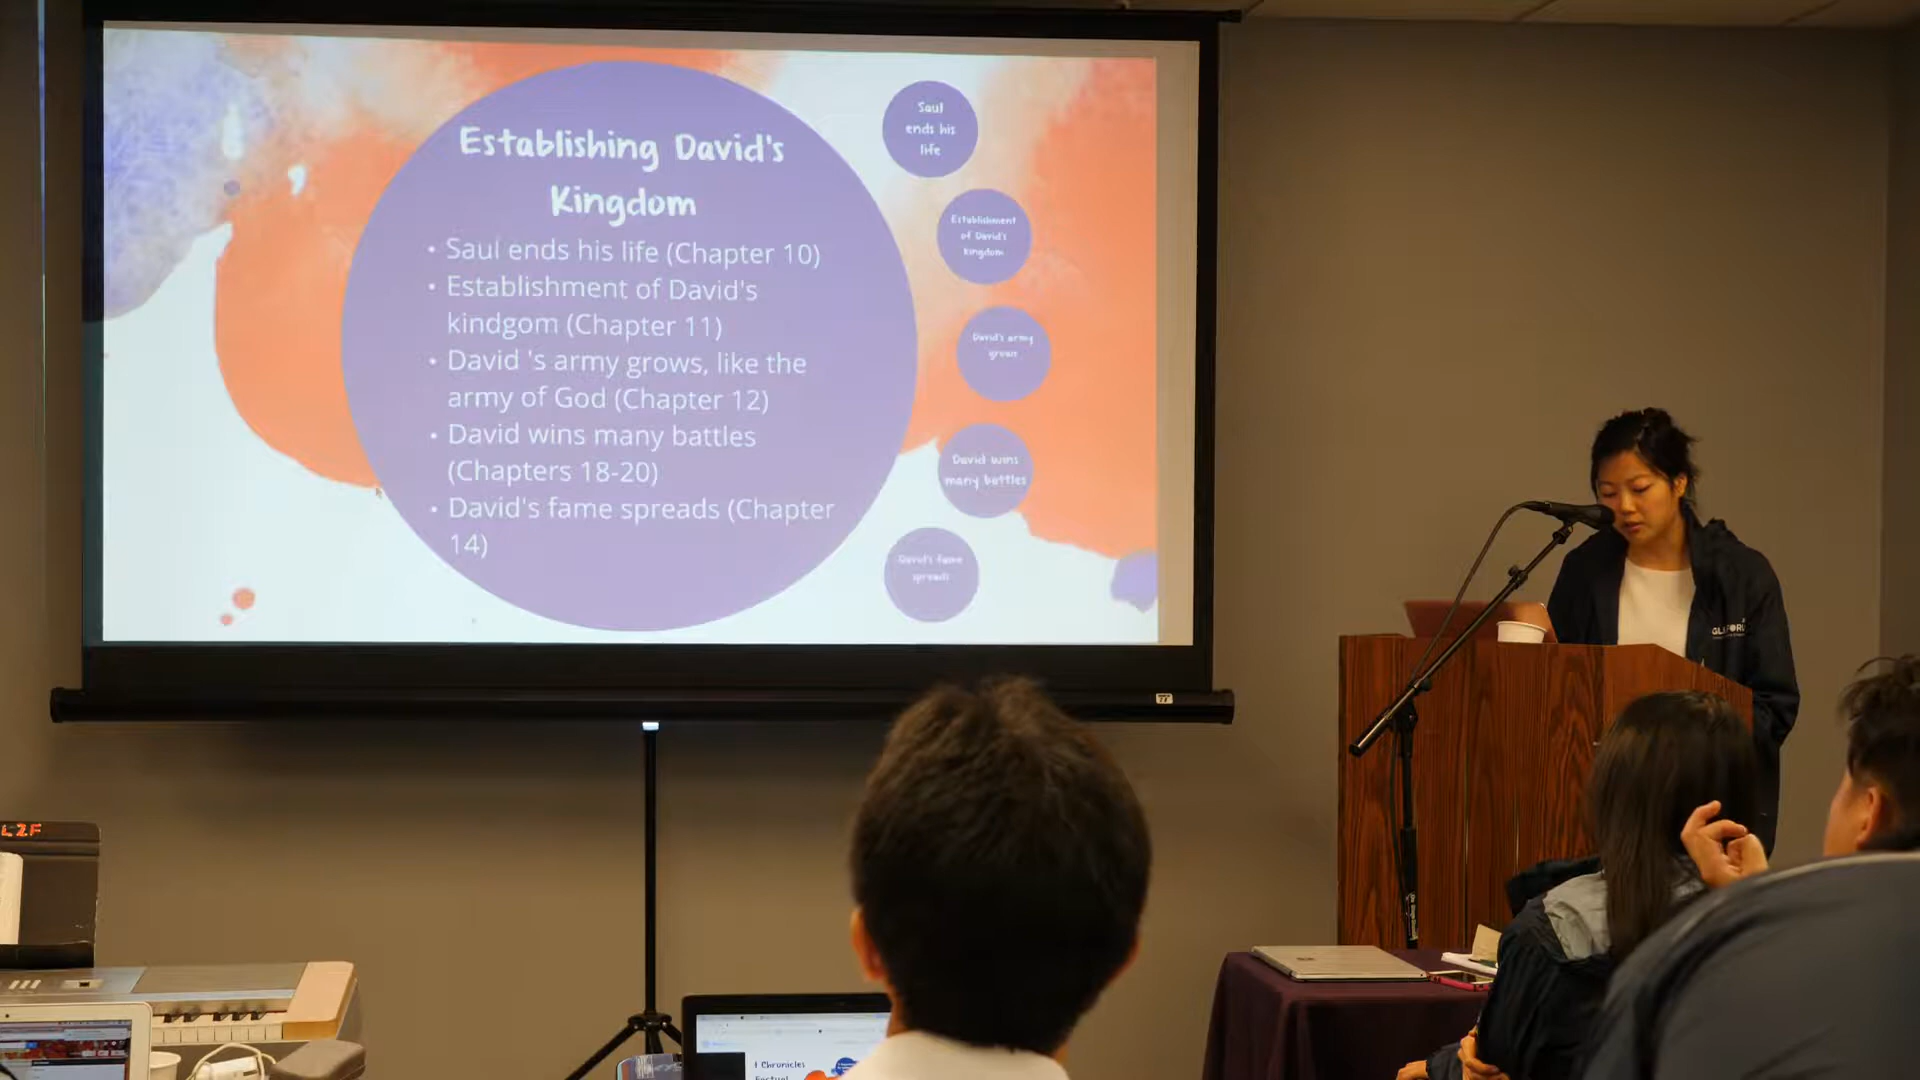 Establishing David's
Kingdom
• Saul ends his life (Chapter 10)
• Establishment of David's
kindgom (Chapter 11)
• David 's army grows, like the
army of God (Chapter 12)
• David wins many battles
(Chapters 18-20)
• David's fame spreads (Chapter
14)
Saul
ends his
life
Establishment
of David's
kingdom
David's army
grows
David wins
many battles
David's fame
spreads
1 Chronicles
Factual